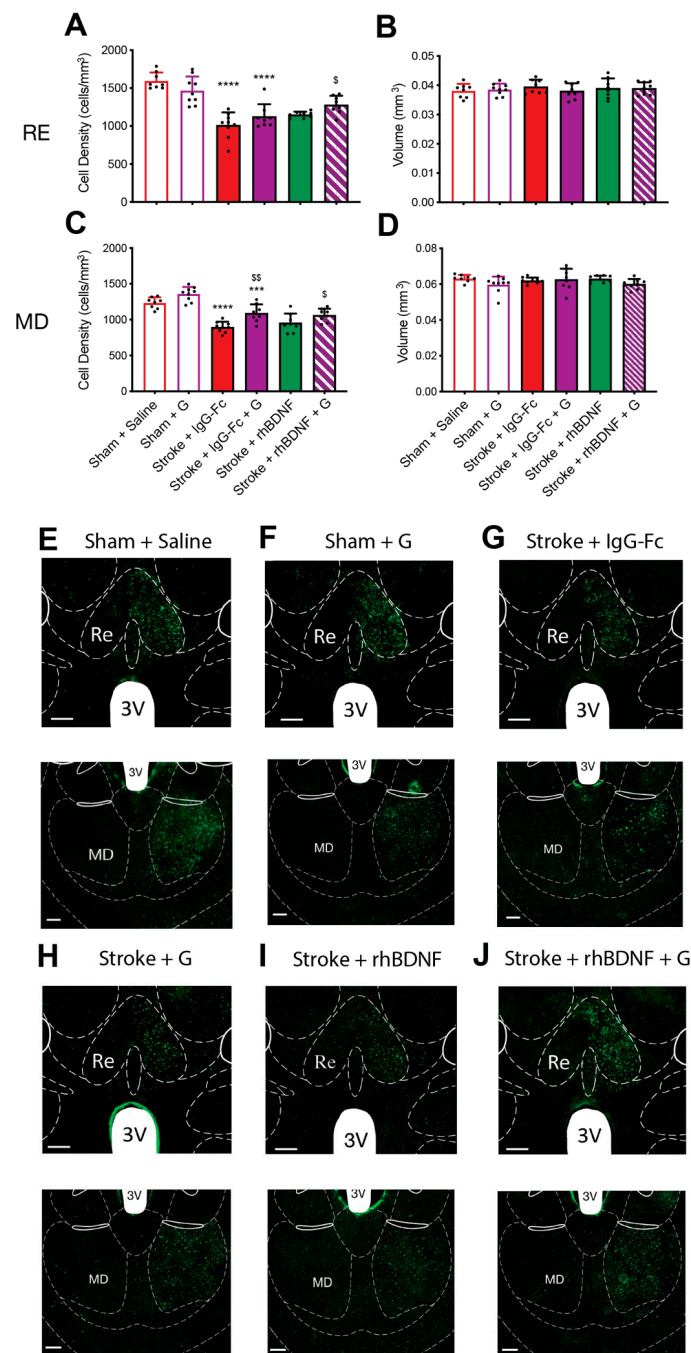 A
B
RE
Cell Density (cells/mm³)
2000
1500
1000
500
0
****
****
$
Volume (mm³)
0.05
0.04
0.03
0.02
0.01
0.00
C
D
MD
Cell Density (cells/mm³)
2000
1500
1000
500
0
****
$$
***
$
Volume (mm³)
0.08
0.06
0.04
0.02
0.00
Sham + Saline
Sham + G
Stroke + IgG-Fc
Stroke + IgG-Fc + G
Stroke + rhBDNF
Stroke + rhBDNF + G
Sham + Saline
Sham + G
Stroke + IgG-Fc
Stroke + IgG-Fc + G
Stroke + rhBDNF
Stroke + rhBDNF + G
E Sham + Saline
F Sham + G
G Stroke + IgG-Fc
Re
3V
Re
3V
Re
3V
3V
MD
3V
MD
3V
MD
H Stroke + G
I Stroke + rhBDNF
J Stroke + rhBDNF + G
Re
3V
Re
3V
Re
3V
3V
MD
3V
MD
3V
MD